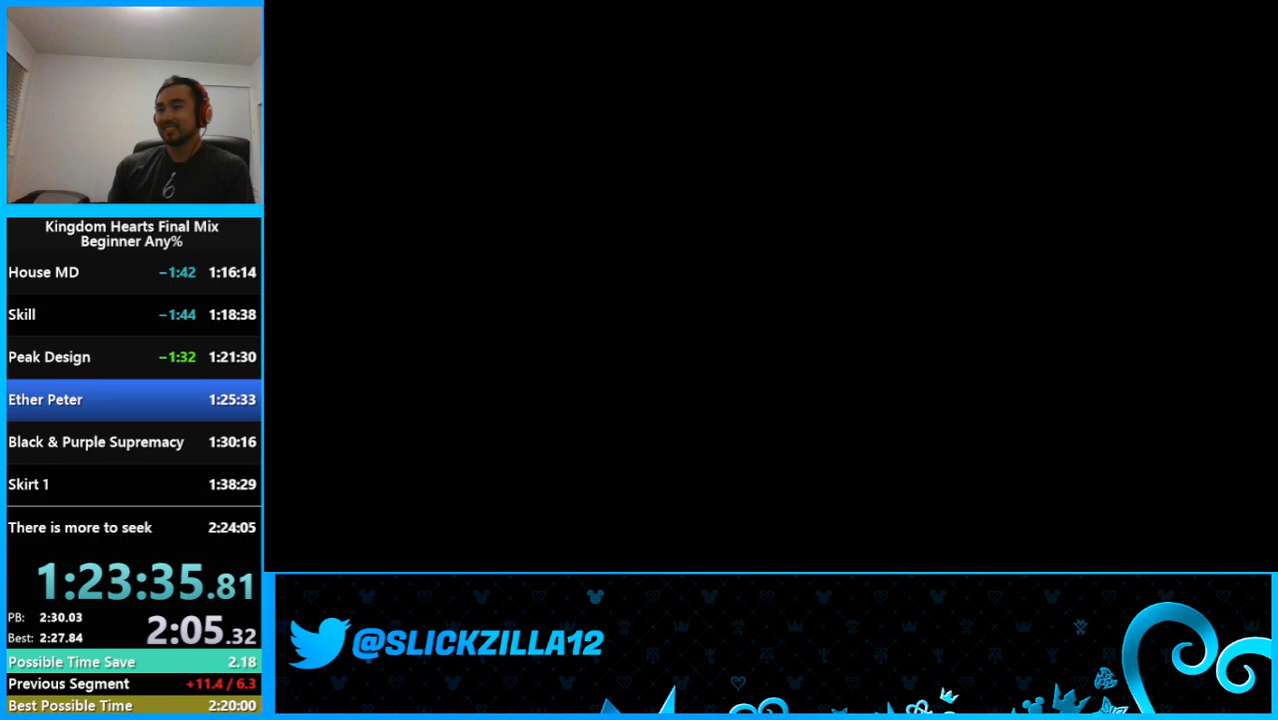 Kingdom Hearts Final Mix
Beginner Any%
House MD −1:42 1:16:14
Skill −1:44 1:18:38
Peak Design −1:32 1:21:30
Ether Peter 1:25:33
Black & Purple Supremacy 1:30:16
Skirt 1 1:38:29
There is more to seek 2:24:05
1:23:35.81
PB: 2:30.03
Best: 2:27.84
2:05.32
Possible Time Save 2.18
Previous Segment +11.4 / 6.3
Best Possible Time 2:20:00
@SLICKZILLA12